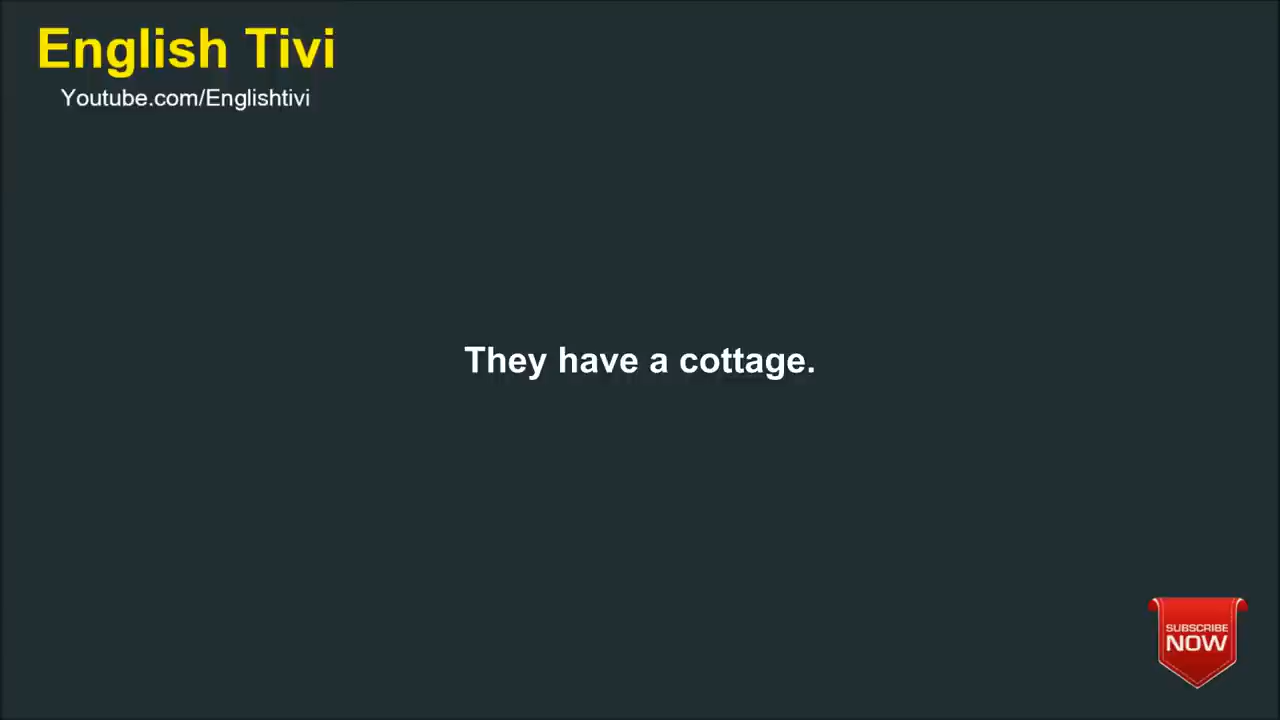 English Tivi
Youtube.com/Englishtivi
They have a cottage.
SUBSCRIBE
NOW